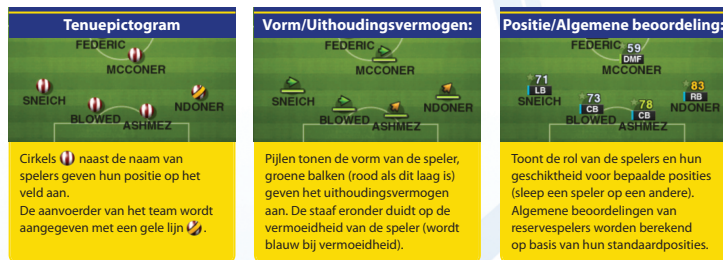 Tenuepictogram
FEDERIC
MCCONER
SNEICH
NDONER
BLOWED
ASHMEZ
Cirkels naast de naam van
spelers geven hun positie op het
veld aan.
De aanvoerder van het team wordt
aangegeven met een gele lijn .
Vorm/Uithoudingsvermogen:
FEDERIC
MCCONER
SNEICH
NDONER
BLOWED
ASHMEZ
Pijlen tonen de vorm van de speler,
groene balken (rood als dit laag is)
geven het uithoudingsvermogen
aan. De staaf eronder duidt op de
vermoeidheid van de speler (wordt
blauw bij vermoeidheid).
Positie/Algemene beoordeling:
FEDERIC
59
DMF
MCCONER
71
LB
SNEICH
83
RB
NDONER
73
CB
BLOWED
78
CB
ASHMEZ
Toont de rol van de spelers en hun
geschiktheid voor bepaalde posities
(sleep een speler op een andere).
Algemene beoordelingen van
reservespelers worden berekend
op basis van hun standaardposities.